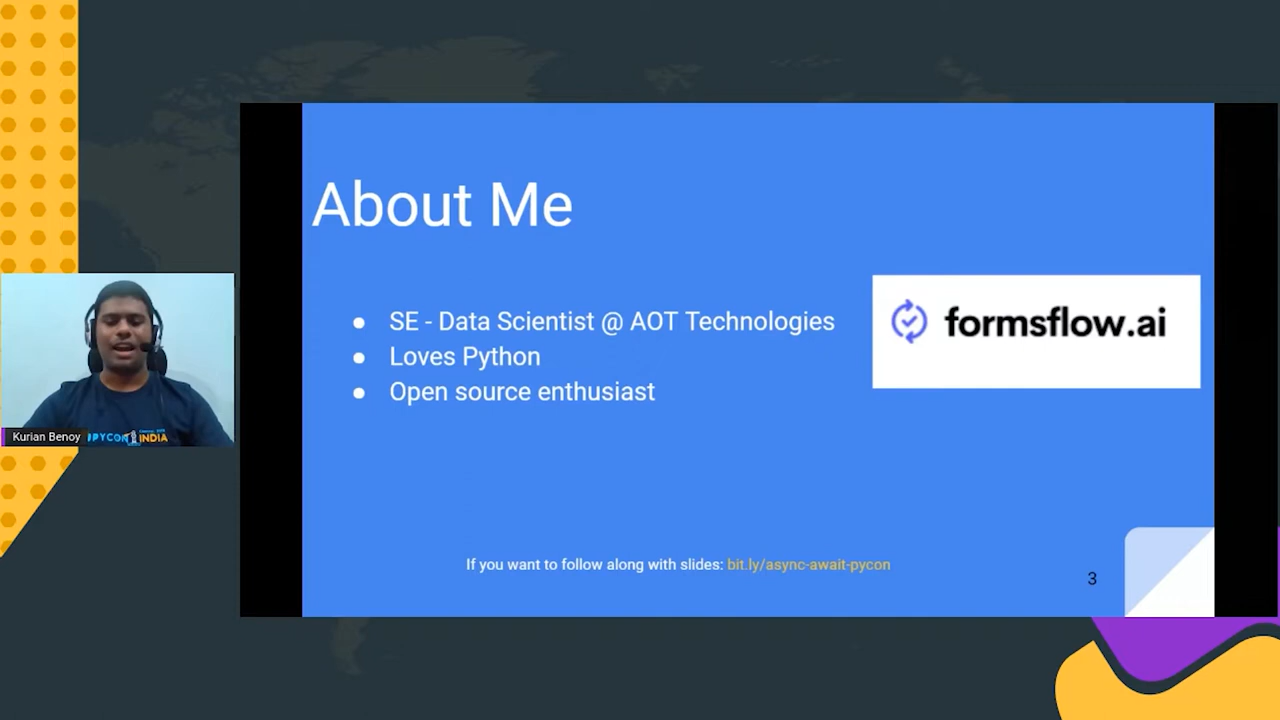 About Me
SE - Data Scientist @ AOT Technologies
Loves Python
Open source enthusiast
formsflow.ai
If you want to follow along with slides: bit.ly/async-await-pycon
3
Kurian Benoy
PYCON INDIA